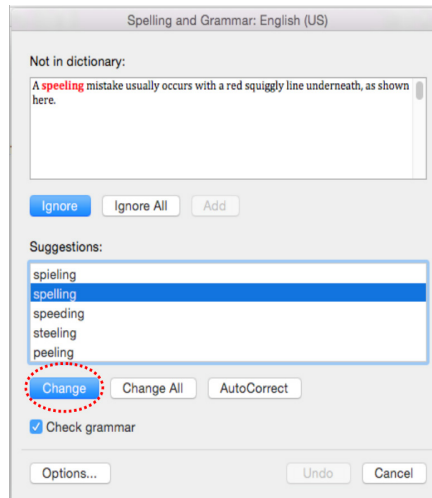 Spelling and Grammar: English (US)
Not in dictionary:
A speeling mistake usually occurs with a red squiggly line underneath, as shown
here.
Ignore Ignore All Add
Suggestions:
spieling
spelling
speeding
steeling
peeling
Change Change All AutoCorrect
Check grammar
Options... Undo Cancel